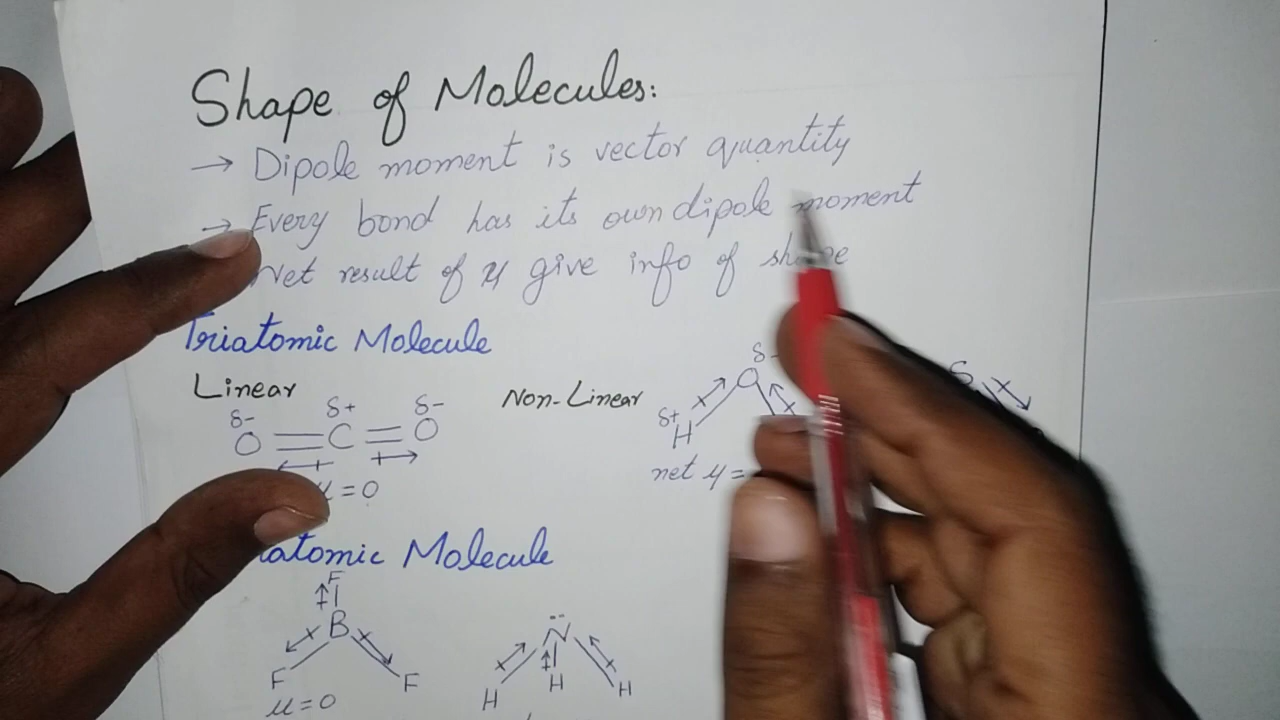 Shape of Molecules:
→ Dipole moment is vector quantity
→ Every bond has its own dipole moment
Net result of μ give info of shape
Triatomic Molecule
Linear
δ- δ+ δ-
O = C = O
μ = 0
Non-Linear
δ-
O
δ+
H
net μ =
S
atomic Molecule
F
B
F F
μ = 0
N
H H H